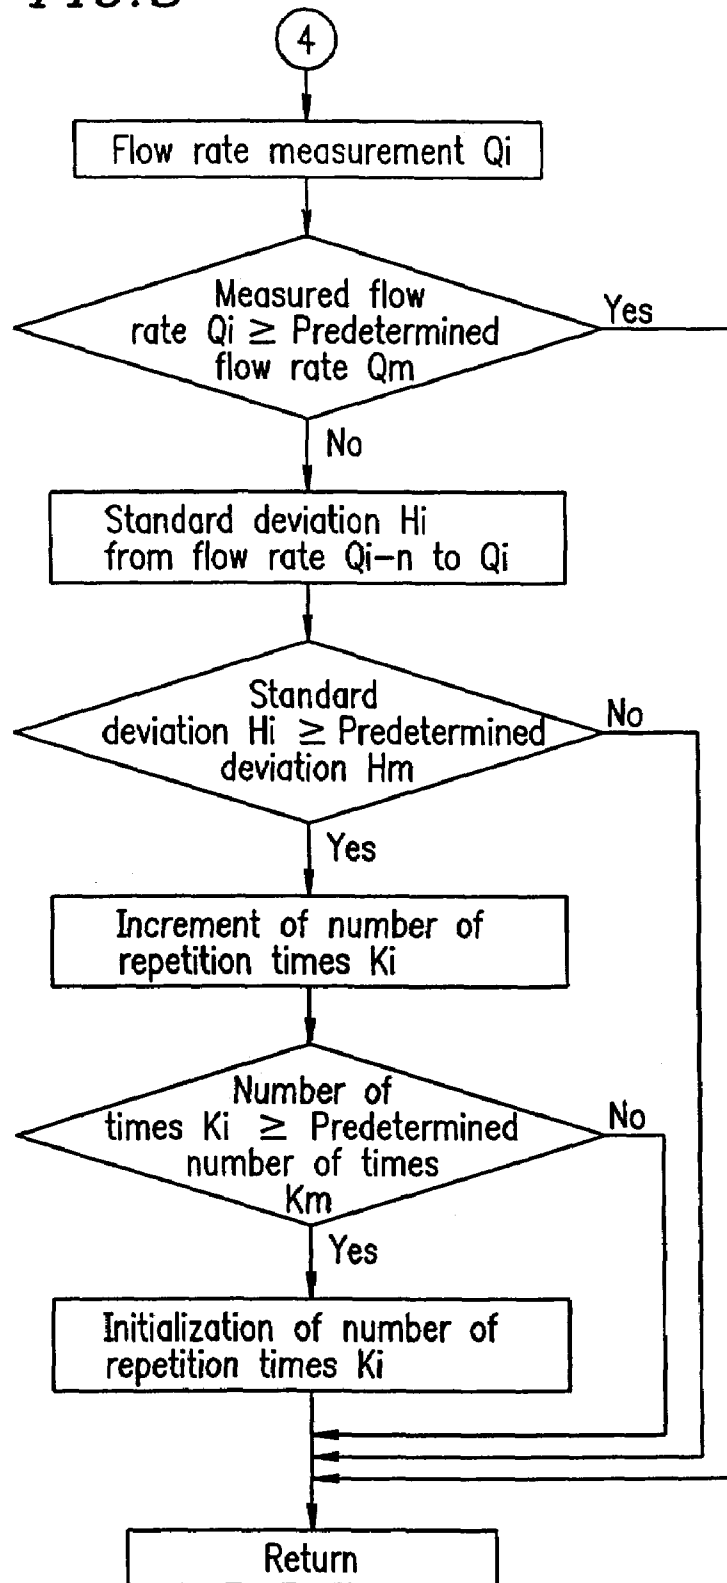 4
Flow rate measurement Qi
Measured flow
rate Qi ≥ Predetermined
flow rate Qm
Yes
No
Standard deviation Hi
from flow rate Qi-n to Qi
Standard
deviation Hi ≥ Predetermined
deviation Hm
No
Yes
Increment of number of
repetition times Ki
Number of
times Ki ≥ Predetermined
number of times
Km
No
Yes
Initialization of number of
repetition times Ki
Return